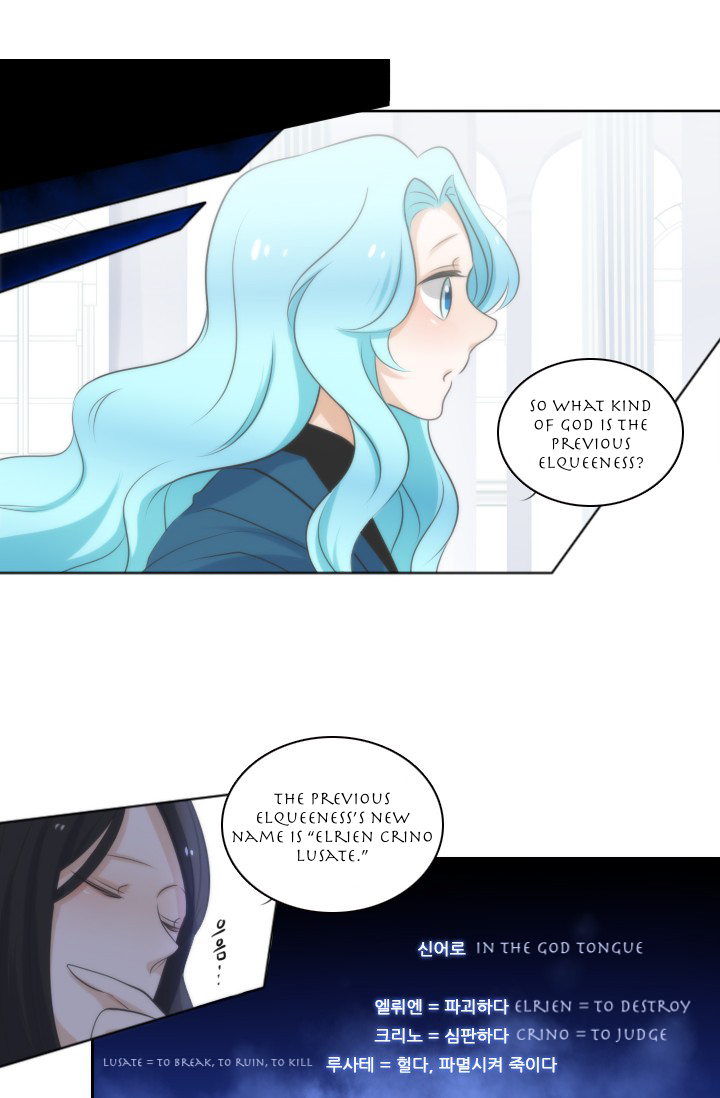 SO WHAT KIND
OF GOD IS THE
PREVIOUS
ELQUEENESS?
THE PREVIOUS
ELQUEENESS'S NEW
NAME IS "ELRIEN CRINO
LUSATE."
신어로 IN THE GOD TONGUE
엘뤼엔 = 파괴하다 ELRIEN = TO DESTROY
크리노 = 심판하다 CRINO = TO JUDGE
LUSATE = TO BREAK, TO RUIN, TO KILL 루사테 = 헐다, 파멸시켜 죽이다